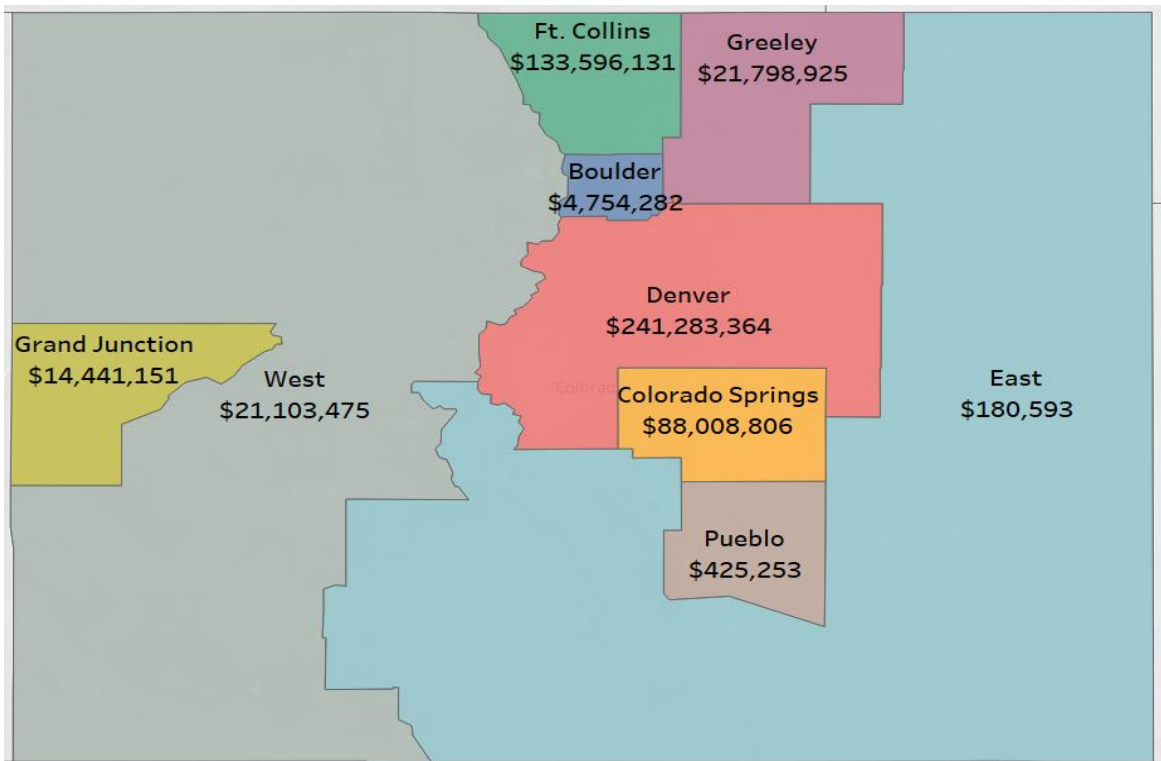 Ft. Collins
$133,596,131
Greeley
$21,798,925
Boulder
$4,754,282
Denver
$241,283,364
Grand Junction
$14,441,151
West
$21,103,475
Colorado
Colorado Springs
$88,008,806
East
$180,593
Pueblo
$425,253